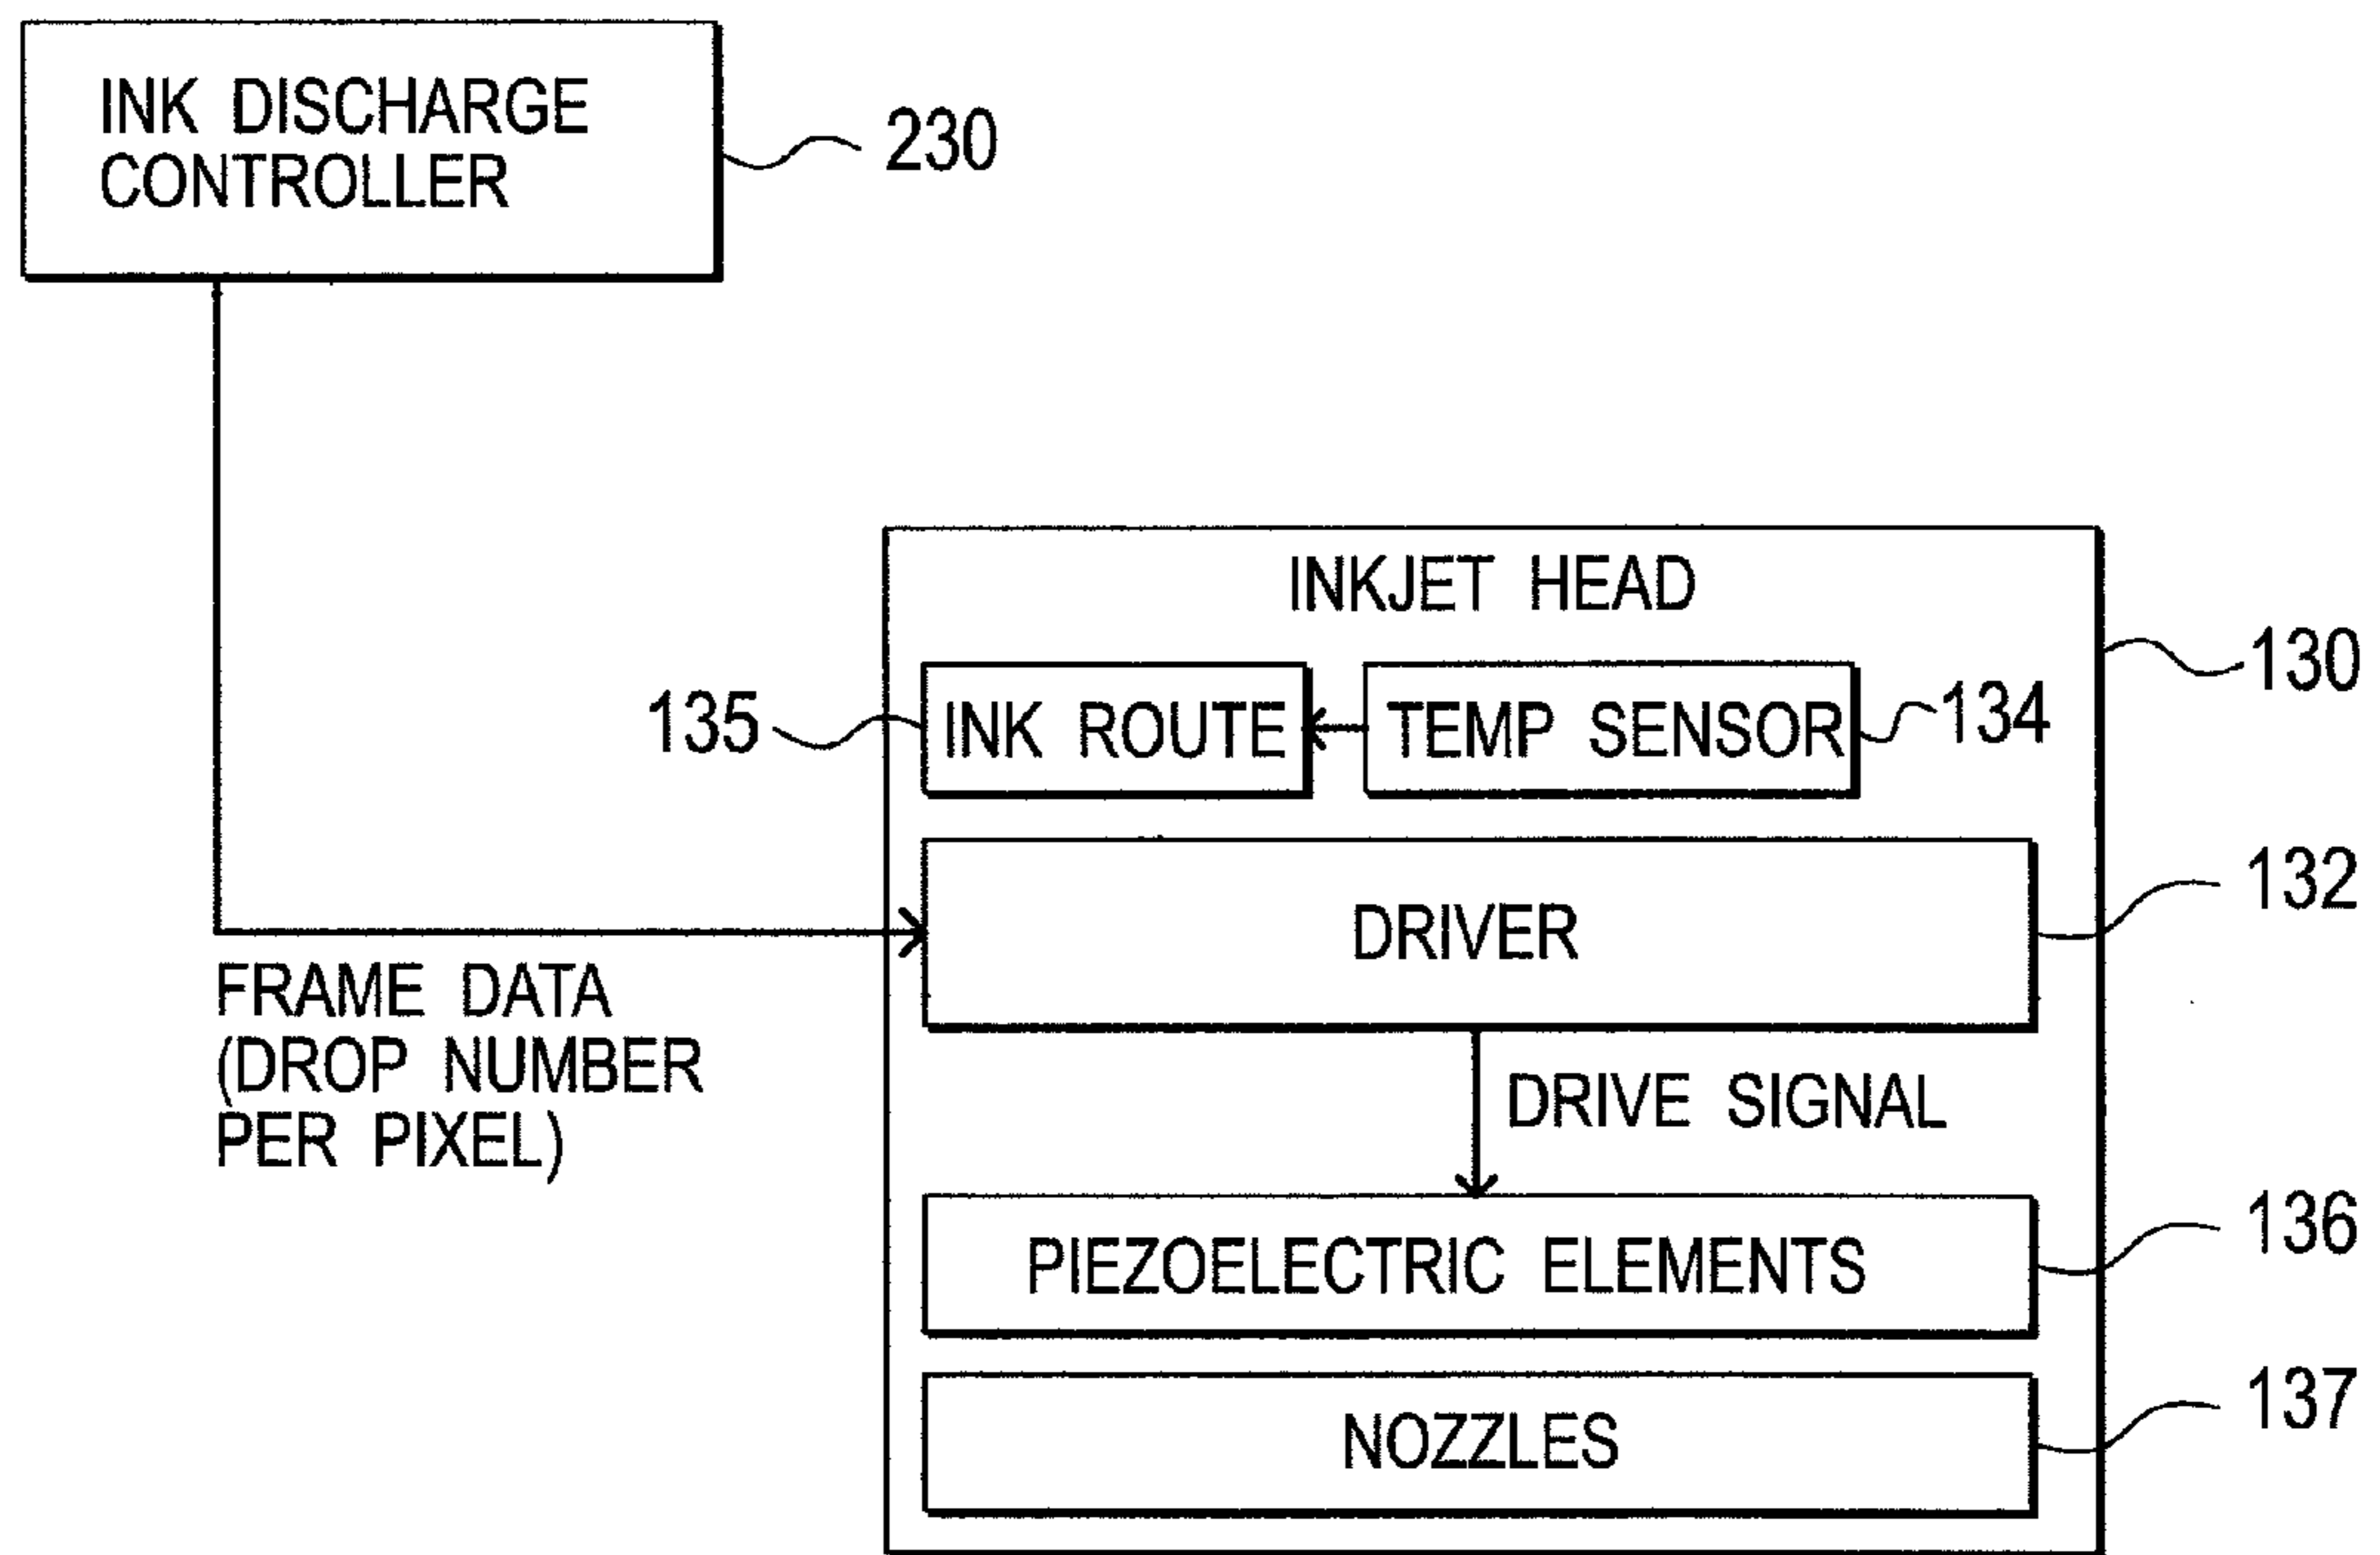 INK DISCHARGE
CONTROLLER
230
INKJET HEAD
130
135
INK ROUTE
TEMP SENSOR
134
DRIVER
132
FRAME DATA
(DROP NUMBER
PER PIXEL)
DRIVE SIGNAL
PIEZOELECTRIC ELEMENTS
136
NOZZLES
137